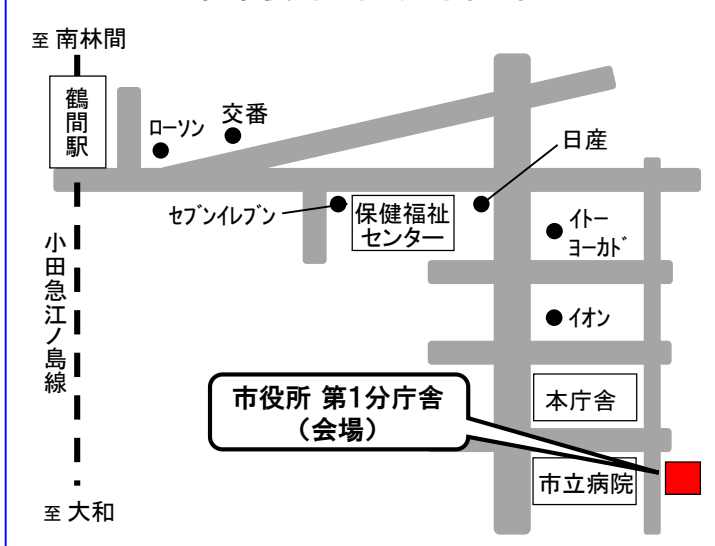 至 南林間
鶴間駅
ローソン
交番
日産
セブンイレブン
保健福祉
センター
イトー
ヨーカドﾞ
小田急江ノ島線
イオン
市役所 第1分庁舎
（会場）
本庁舎
市立病院
至 大和